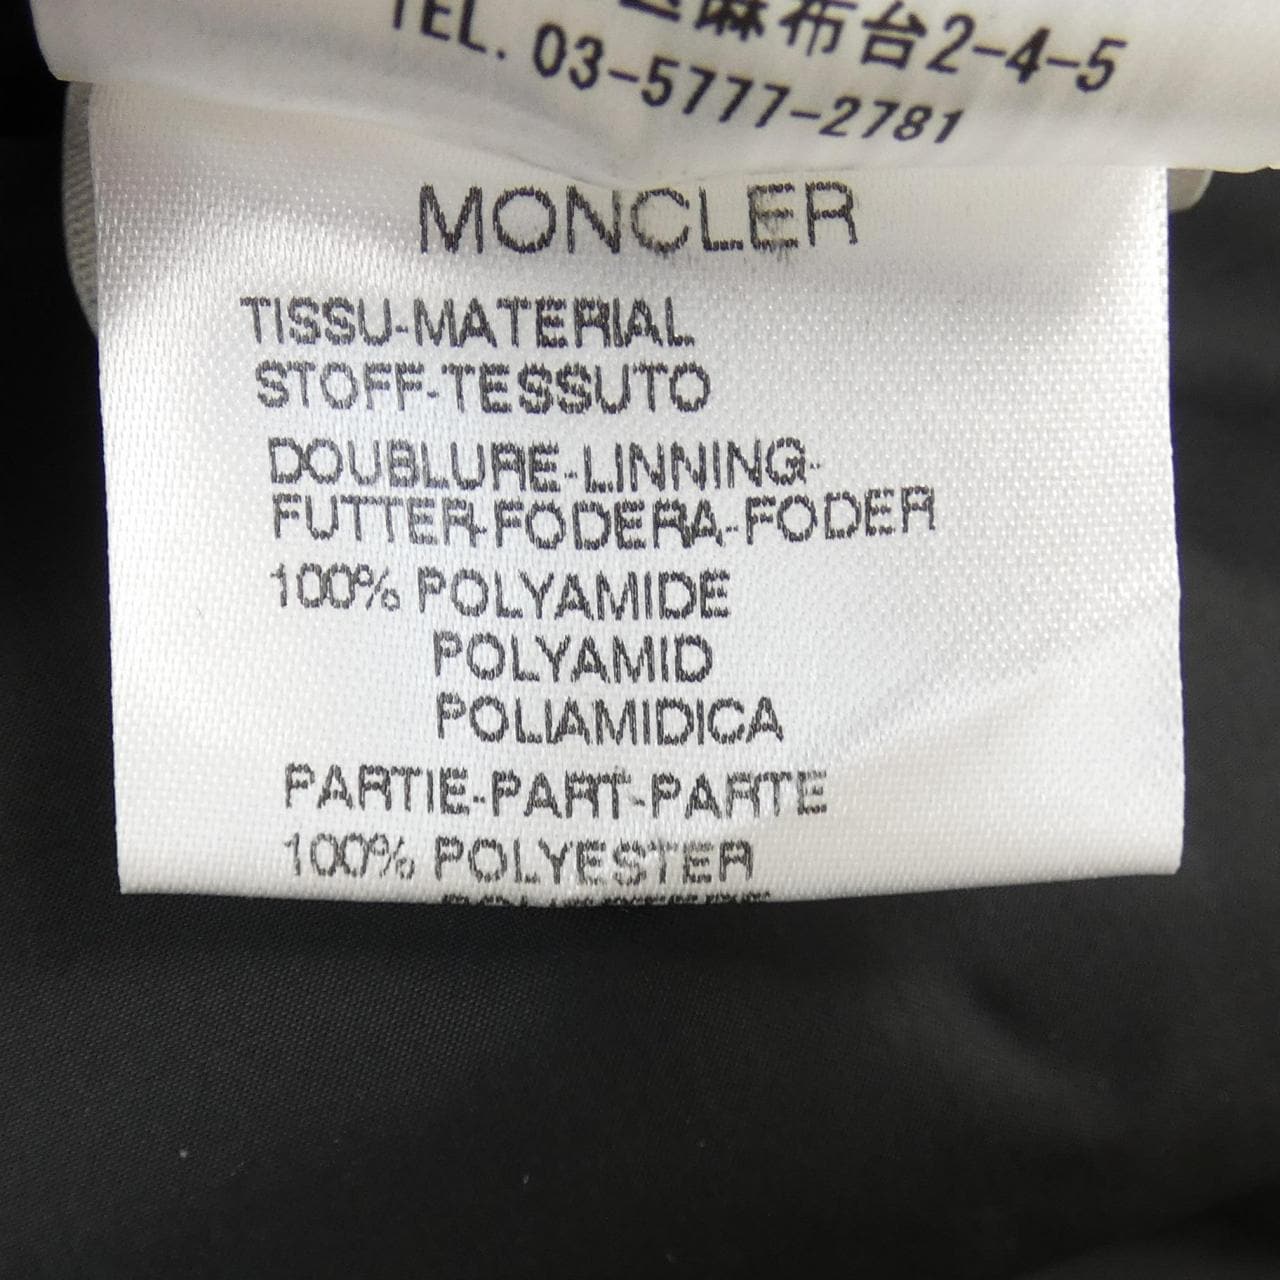 麻布台2-4-5
TEL. 03-5777-2781
MONCLER
TISSU-MATERIAL
STOFF-TESSUTO
DOUBLURE-LINNING-
FUTTER-FODERA-FODER
100% POLYAMIDE
POLYAMID
POLIAMIDICA
PARTIE-PART-PARTE
100% POLYESTER